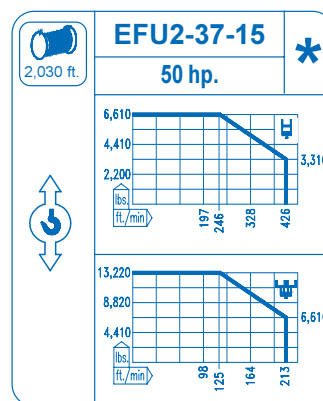 EFU2-37-15
*
2,030 ft.
50 hp.
6,610
4,410
3,310
2,200
lbs.
ft./min
197
246
328
426
13,220
8,820
6,610
4,410
lbs.
ft./min
98
125
164
213